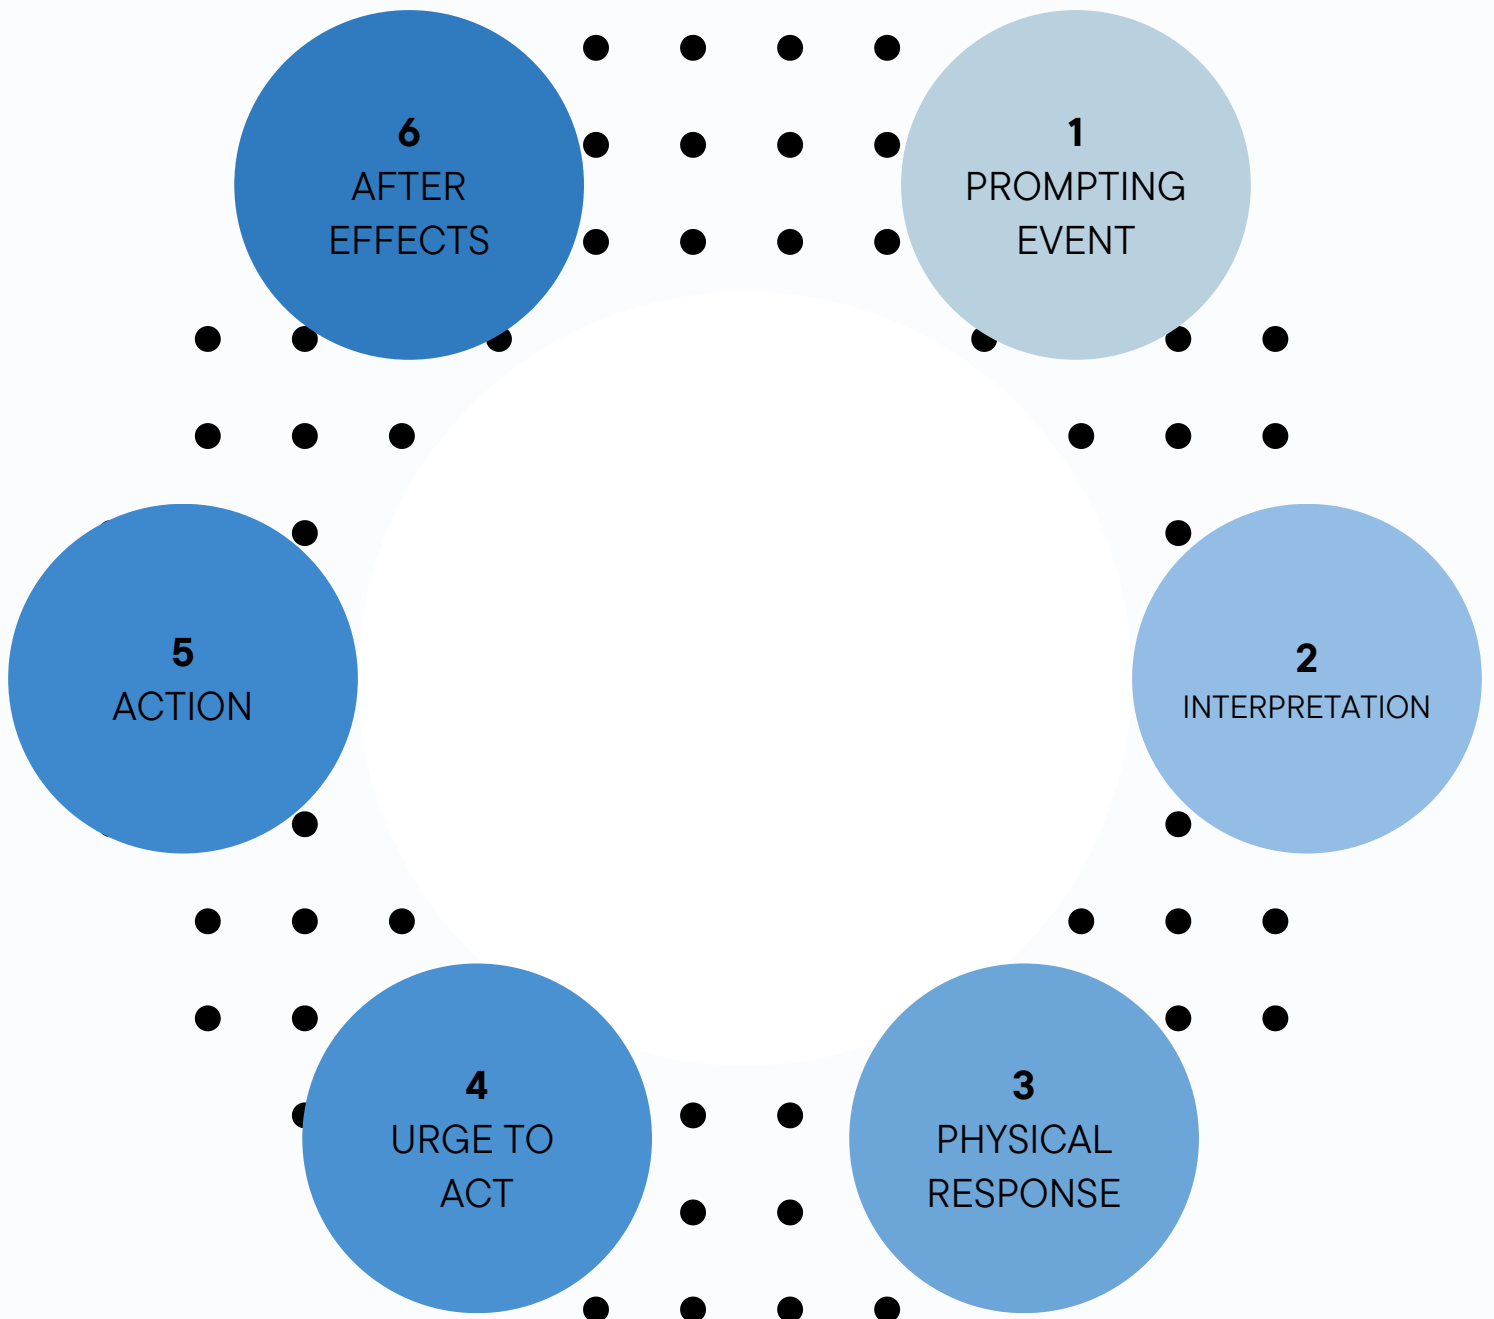 1
PROMPTING
EVENT
2
INTERPRETATION
3
PHYSICAL
RESPONSE
4
URGE TO
ACT
5
ACTION
6
AFTER
EFFECTS